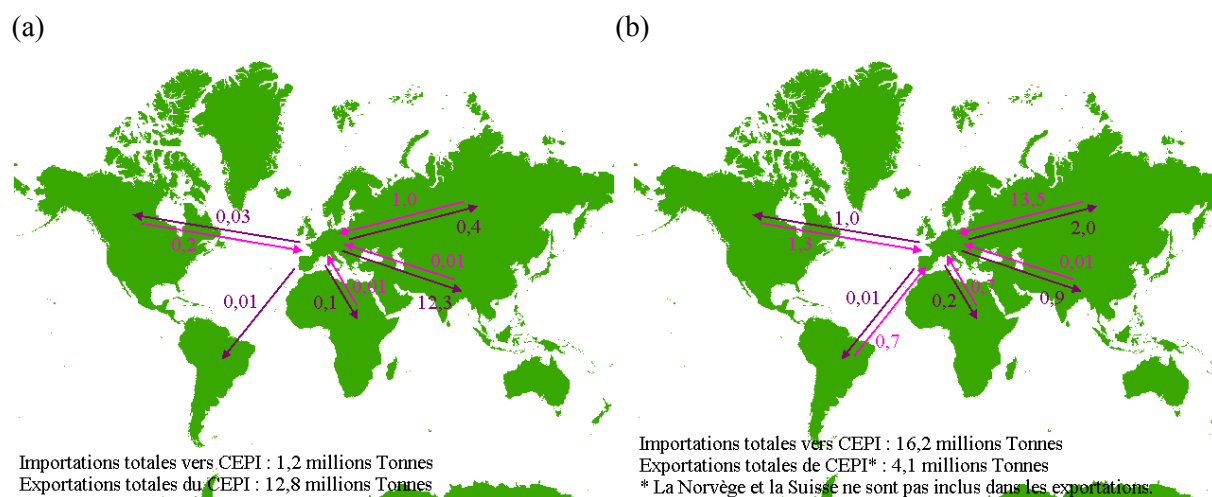 (a)
(b)
1,0
0,03
0,4
0,2
0,01
0,01
0,1
0,01
12,3
1,0
2,0
1,3
0,01
0,01
0,2
0,9
0,7
Importations totales vers CEPI : 1,2 millions Tonnes
Exportations totales du CEPI : 12,8 millions Tonnes
Importations totales vers CEPI : 16,2 millions Tonnes
Exportations totales de CEPI* : 4,1 millions Tonnes
* La Norvège et la Suisse ne sont pas inclus dans les exportations.